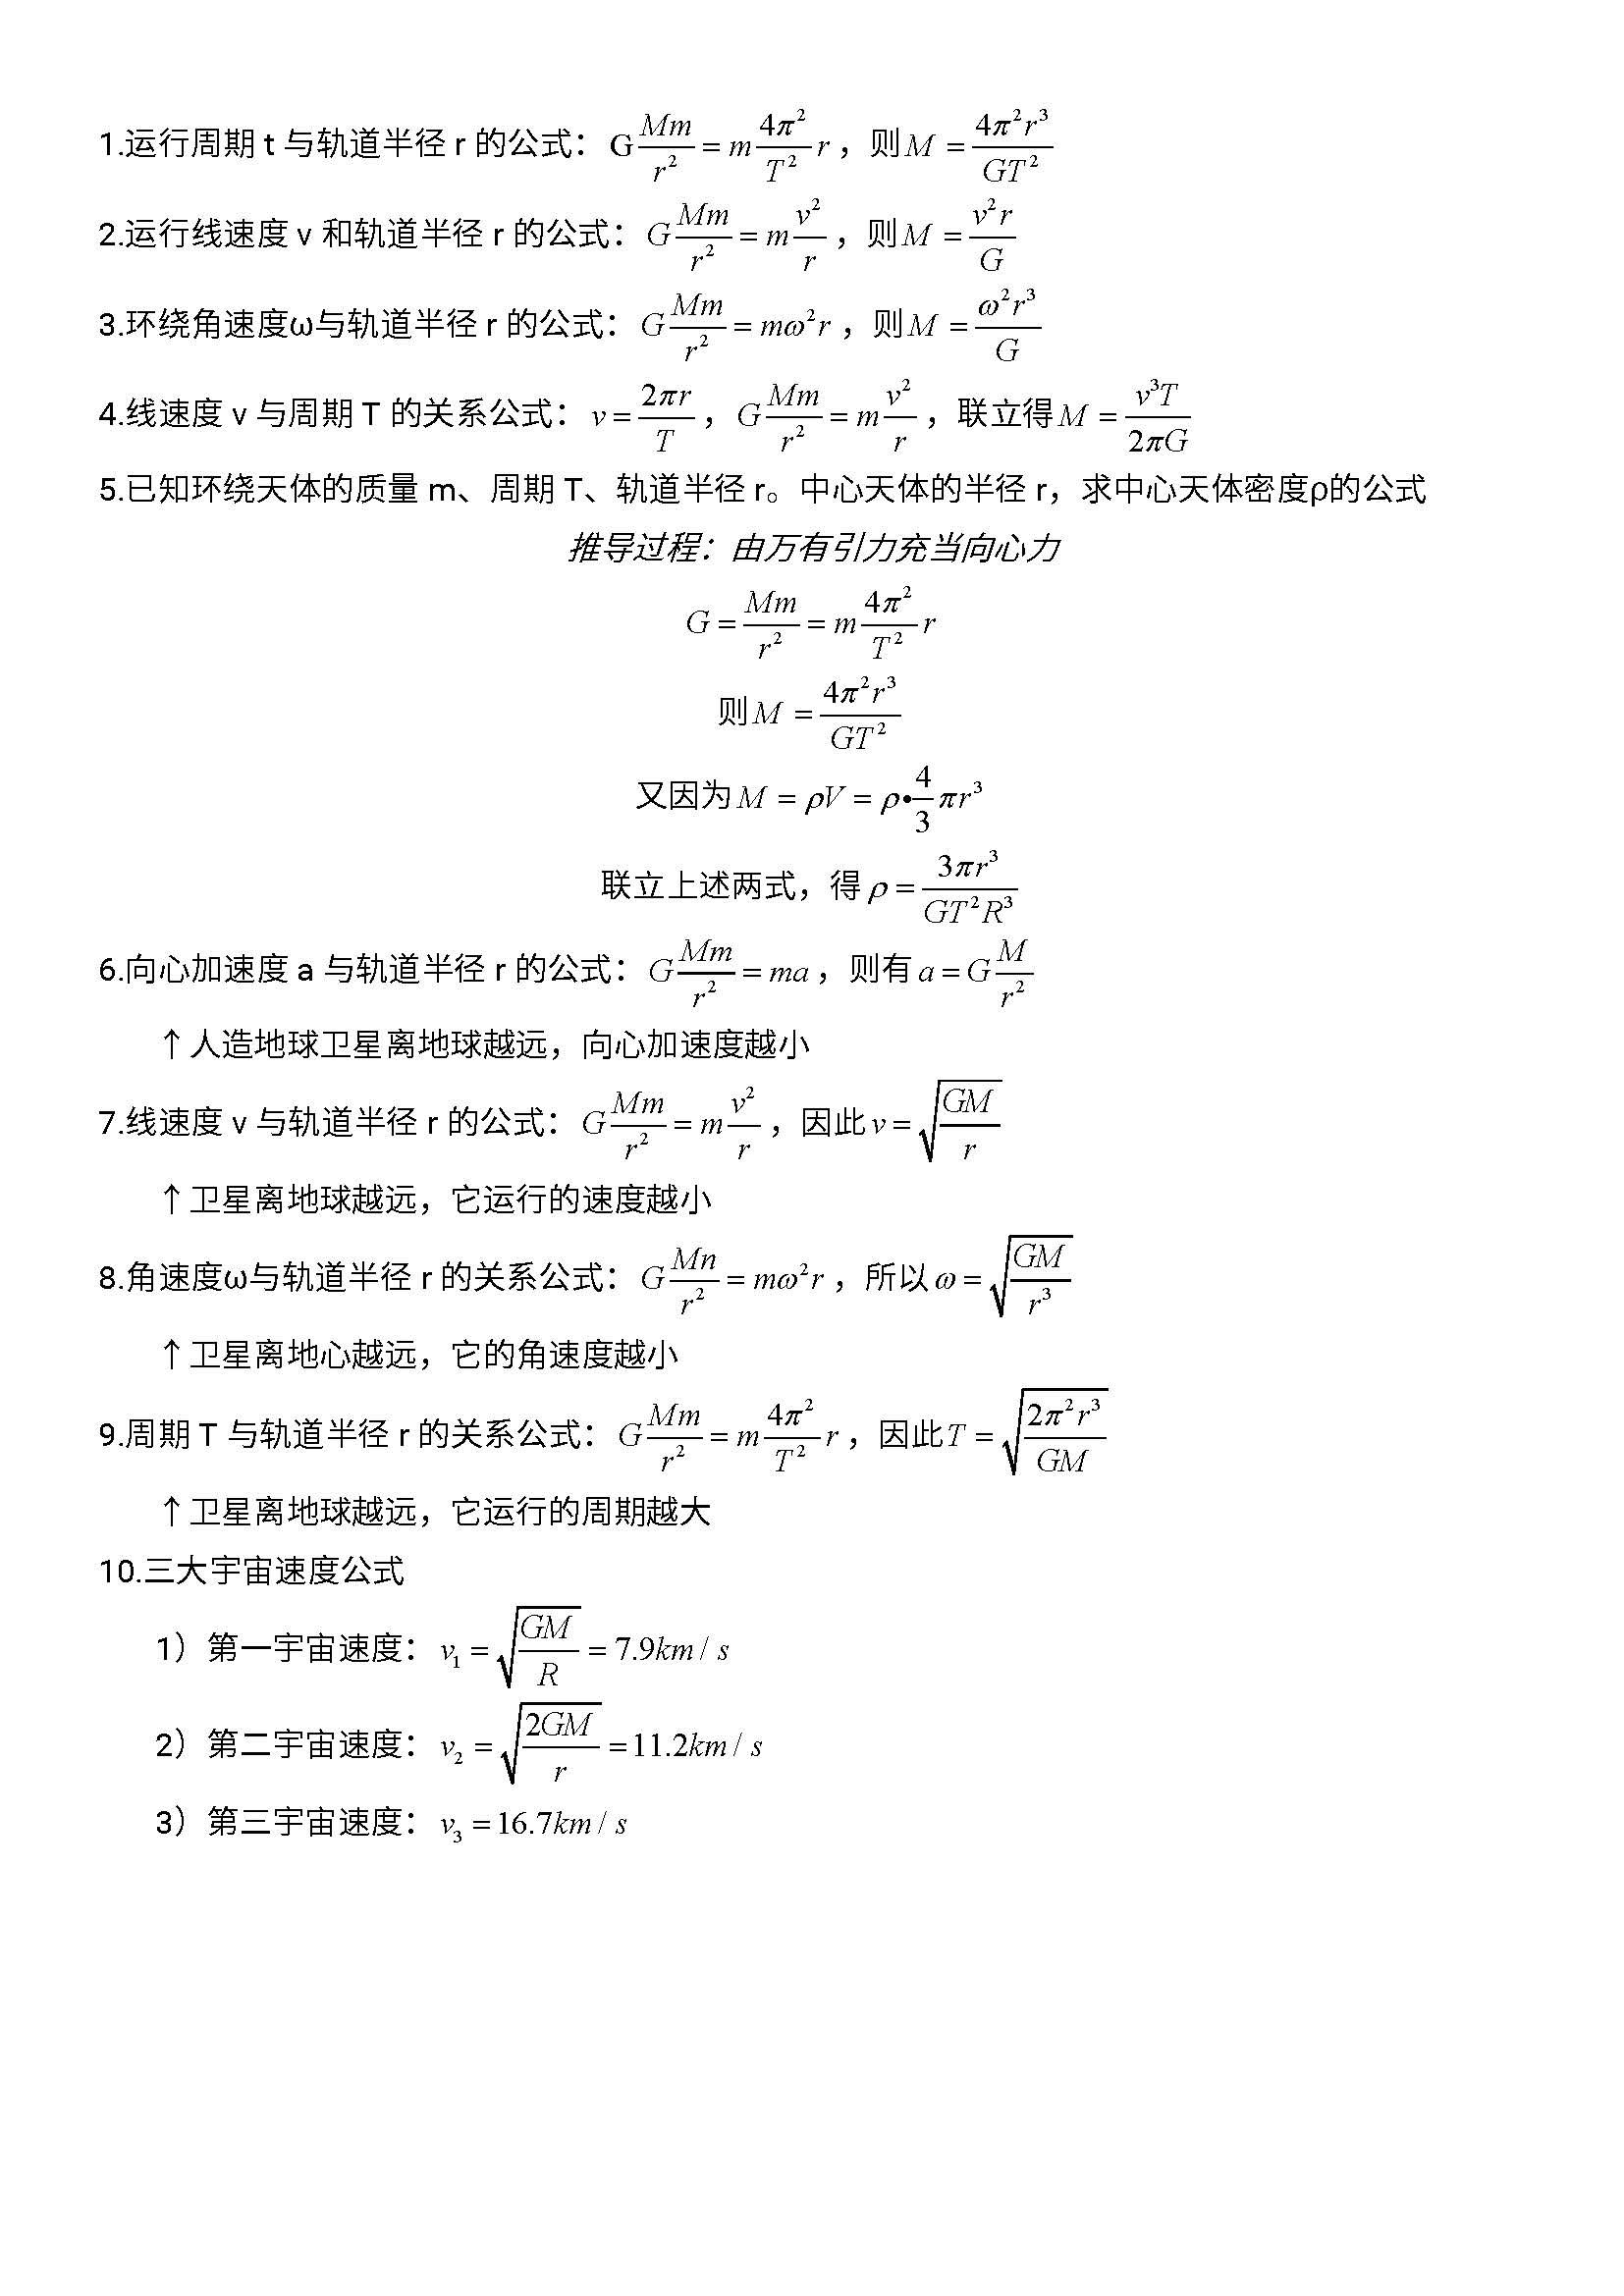 1.运行周期 t 与轨道半径 r 的公式：$G\frac{Mm}{r^2}=m\frac{4\pi^2}{T^2}r$，则$M=\frac{4\pi^2r^3}{GT^2}$
2.运行线速度 v 和轨道半径 r 的公式：$G\frac{Mm}{r^2}=m\frac{v^2}{r}$，则$M=\frac{v^2r}{G}$
3.环绕角速度ω与轨道半径 r 的公式：$G\frac{Mm}{r^2}=m\omega^2r$，则$M=\frac{\omega^2r^3}{G}$
4.线速度 v 与周期 T 的关系公式：$v=\frac{2\pi r}{T}$，$G\frac{Mm}{r^2}=m\frac{v^2}{r}$，联立得$M=\frac{v^3T}{2\pi G}$
5.已知环绕天体的质量 m、周期 T、轨道半径 r。中心天体的半径 r，求中心天体密度ρ的公式
推导过程：由万有引力充当向心力
$G=\frac{Mm}{r^2}=m\frac{4\pi^2}{T^2}r$
则$M=\frac{4\pi^2r^3}{GT^2}$
又因为$M=\rho V=\rho•\frac{4}{3}\pi r^3$
联立上述两式，得$\rho=\frac{3\pi r^3}{GT^2R^3}$
6.向心加速度 a 与轨道半径 r 的公式：$G\frac{Mm}{r^2}=ma$，则有$a=G\frac{M}{r^2}$
↑人造地球卫星离地球越远，向心加速度越小
7.线速度 v 与轨道半径 r 的公式：$G\frac{Mm}{r^2}=m\frac{v^2}{r}$，因此$v=\sqrt{\frac{GM}{r}}$
↑卫星离地球越远，它运行的速度越小
8.角速度ω与轨道半径 r 的关系公式：$G\frac{Mn}{r^2}=m\omega^2r$，所以$\omega=\sqrt{\frac{GM}{r^3}}$
↑卫星离地心越远，它的角速度越小
9.周期 T 与轨道半径 r 的关系公式：$G\frac{Mm}{r^2}=m\frac{4\pi^2}{T^2}r$，因此$T=\sqrt{\frac{2\pi^2r^3}{GM}}$
↑卫星离地球越远，它运行的周期越大
10.三大宇宙速度公式
1）第一宇宙速度：$v_1=\sqrt{\frac{GM}{R}}=7.9km/s$
2）第二宇宙速度：$v_2=\sqrt{\frac{2GM}{r}}=11.2km/s$
3）第三宇宙速度：$v_3=16.7km/s$